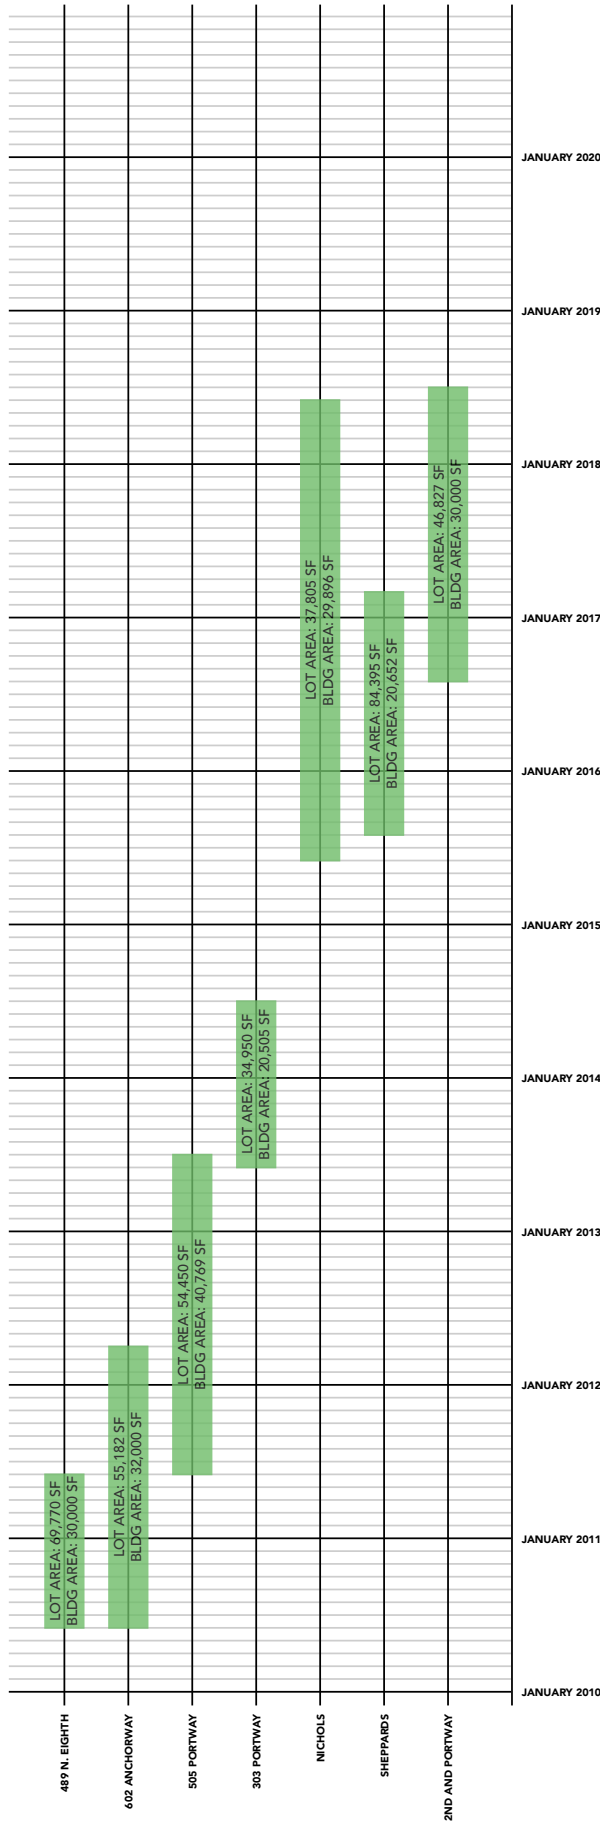 JANUARY 2020
JANUARY 2019
JANUARY 2018
JANUARY 2017
JANUARY 2016
JANUARY 2015
JANUARY 2014
JANUARY 2013
JANUARY 2012
JANUARY 2011
JANUARY 2010
LOT AREA: 69,770 SF
BLDG AREA: 30,000 SF
LOT AREA: 55,182 SF
BLDG AREA: 32,000 SF
LOT AREA: 54,450 SF
BLDG AREA: 40,769 SF
LOT AREA: 34,950 SF
BLDG AREA: 20,505 SF
LOT AREA: 37,805 SF
BLDG AREA: 29,896 SF
LOT AREA: 84,395 SF
BLDG AREA: 20,652 SF
LOT AREA: 46,827 SF
BLDG AREA: 30,000 SF
489 N. EIGHTH
602 ANCHORWAY
505 PORTWAY
303 PORTWAY
NICHOLS
SHEPPARDS
2ND AND PORTWAY